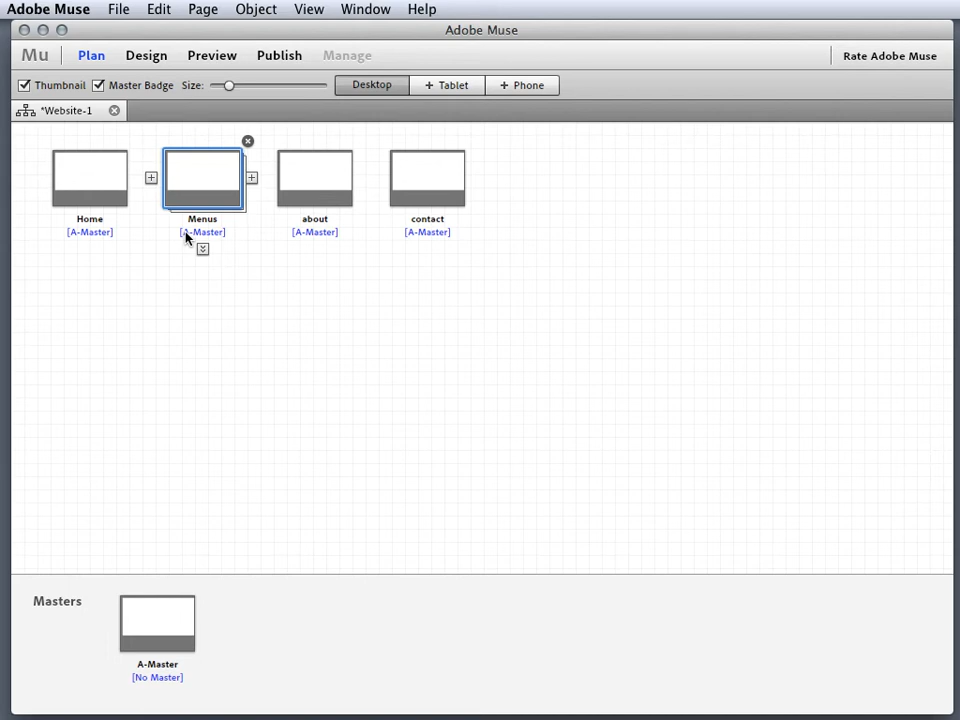 Adobe Muse File Edit Page Object View Window Help
Adobe Muse
Mu Plan Design Preview Publish Manage Rate Adobe Muse
Thumbnail Master Badge Size: Desktop + Tablet + Phone
*Website-1
Home Menus about contact
[A-Master] [A-Master] [A-Master] [A-Master]
Masters
A-Master
[No Master]